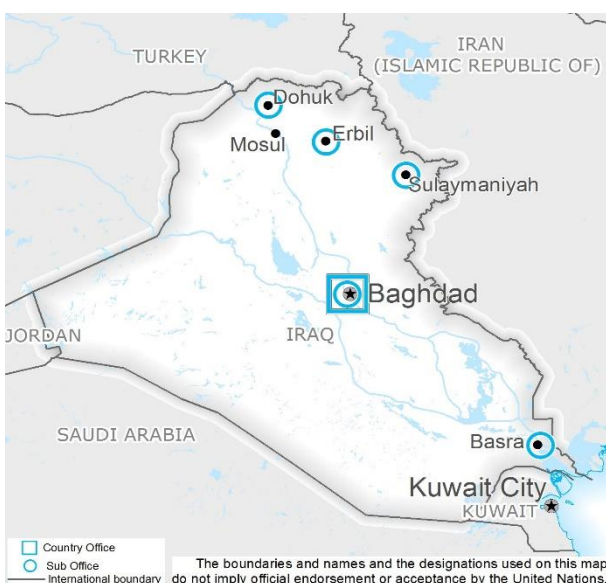 TURKEY
IRAN
(ISLAMIC REPUBLIC OF)
Dohuk
Mosul
Erbil
Sulaymaniyah
Baghdad
JORDAN
IRAQ
SAUDI ARABIA
Basra
Kuwait City
KUWAIT
Country Office
Sub Office
International boundary
The boundaries and names and the designations used on this map
do not imply official endorsement or acceptance by the United Nations